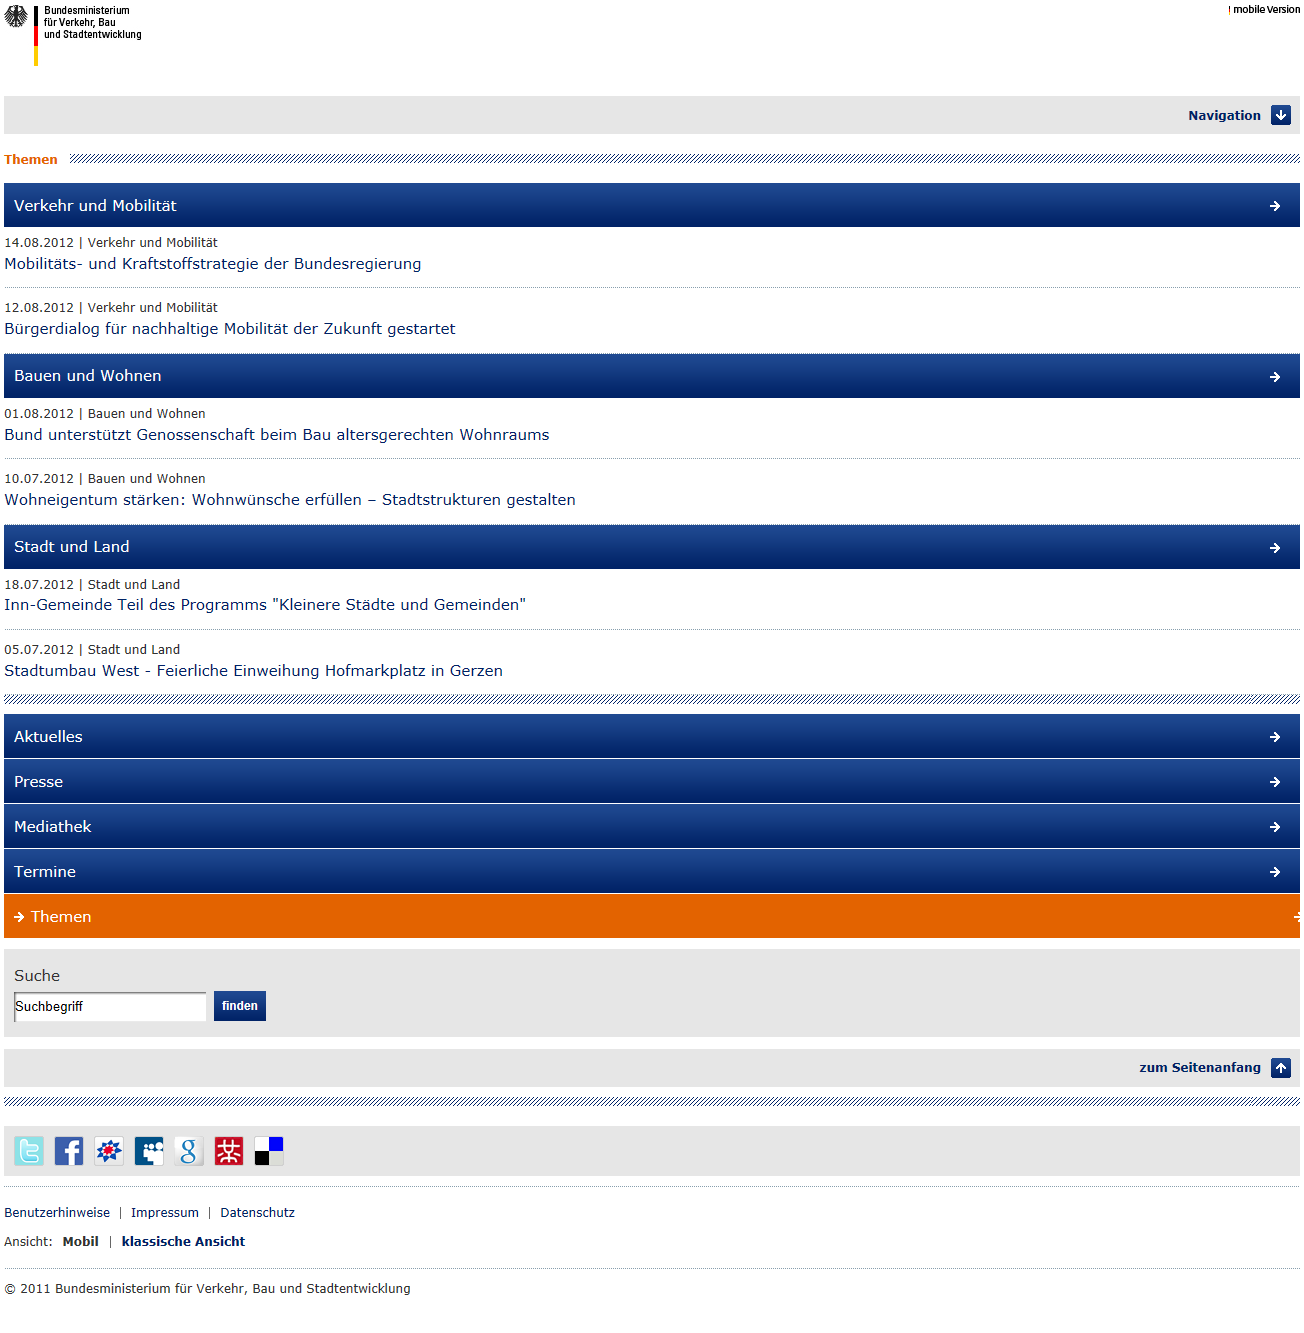 Bundesministerium
für Verkehr, Bau
und Stadtentwicklung
| mobile Version
Navigation
Themen
Verkehr und Mobilität
14.08.2012 | Verkehr und Mobilität
Mobilitäts- und Kraftstoffstrategie der Bundesregierung
12.08.2012 | Verkehr und Mobilität
Bürgerdialog für nachhaltige Mobilität der Zukunft gestartet
Bauen und Wohnen
01.08.2012 | Bauen und Wohnen
Bund unterstützt Genossenschaft beim Bau altersgerechten Wohnraums
10.07.2012 | Bauen und Wohnen
Wohneigentum stärken: Wohnwünsche erfüllen – Stadtstrukturen gestalten
Stadt und Land
18.07.2012 | Stadt und Land
Inn-Gemeinde Teil des Programms "Kleinere Städte und Gemeinden"
05.07.2012 | Stadt und Land
Stadtumbau West - Feierliche Einweihung Hofmarkplatz in Gerzen
Aktuelles
Presse
Mediathek
Termine
Themen
Suche
Suchbegriff finden
zum Seitenanfang
Benutzerhinweise | Impressum | Datenschutz
Ansicht: Mobil | klassische Ansicht
© 2011 Bundesministerium für Verkehr, Bau und Stadtentwicklung